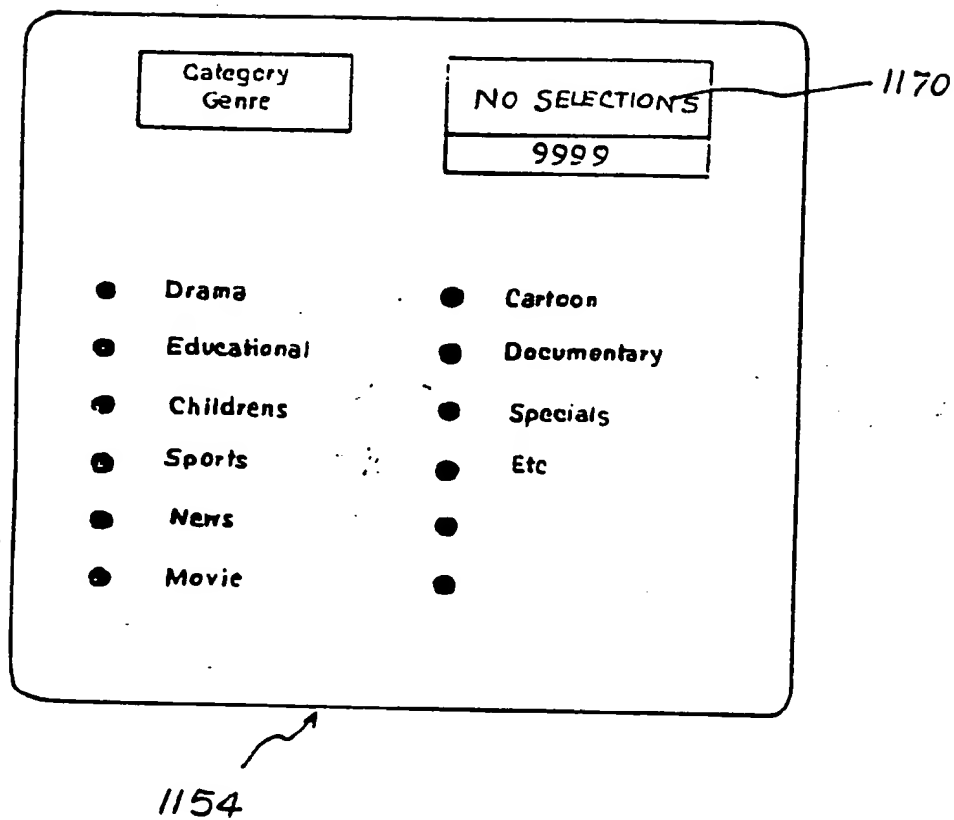 Category
Genre
NO SELECTIONS
9999
1170
Drama
Educational
Childrens
Sports
News
Movie
Cartoon
Documentary
Specials
Etc
1154